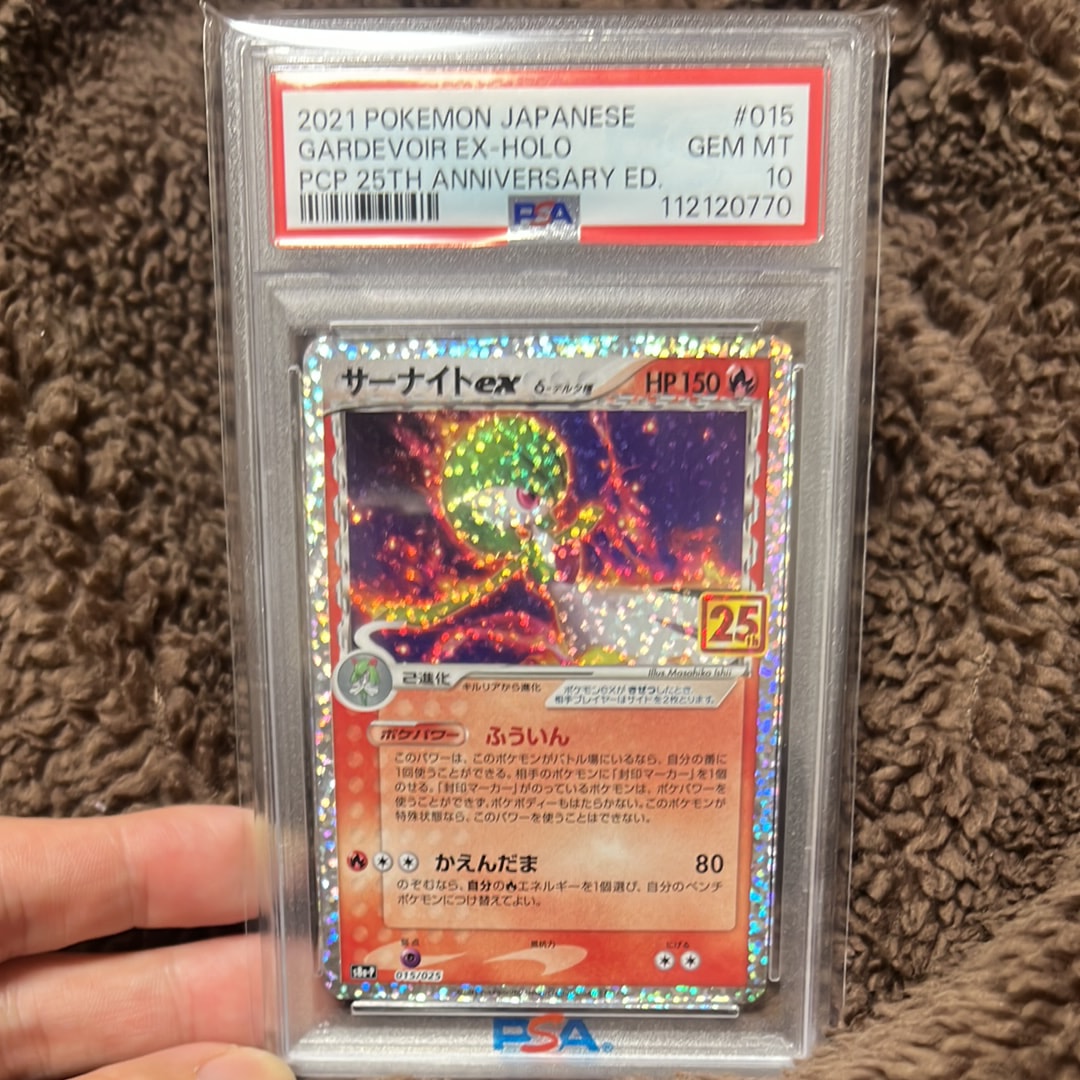 2021 POKEMON JAPANESE #015
GARDEVOIR EX-HOLO GEM MT
PCP 25TH ANNIVERSARY ED. 10
PSA 112120770
サーナイトex δ-デルタ種 HP150
25th
2進化 キルリアから進化
Illus. Masahiko Ishii
ポケモンexが きぜつしたとき、
相手プレイヤーはサイドを2枚とります。
ポケパワー ふういん
このパワーは、このポケモンがバトル場にいるなら、自分の番に
1回使うことができる。相手のポケモンに「封印マーカー」を1個
のせる。「封印マーカー」がのっているポケモンは、ポケパワーを
使うことができず、ポケボディーもはたらかない。このポケモンが
特殊状態なら、このパワーを使うことはできない。
かえんだま 80
のぞむなら、自分のエネルギーを1個選び、自分のベンチ
ポケモンにつけ替えてよい。
弱点 抵抗力 にげる
s8a-P 015/025
PSA®